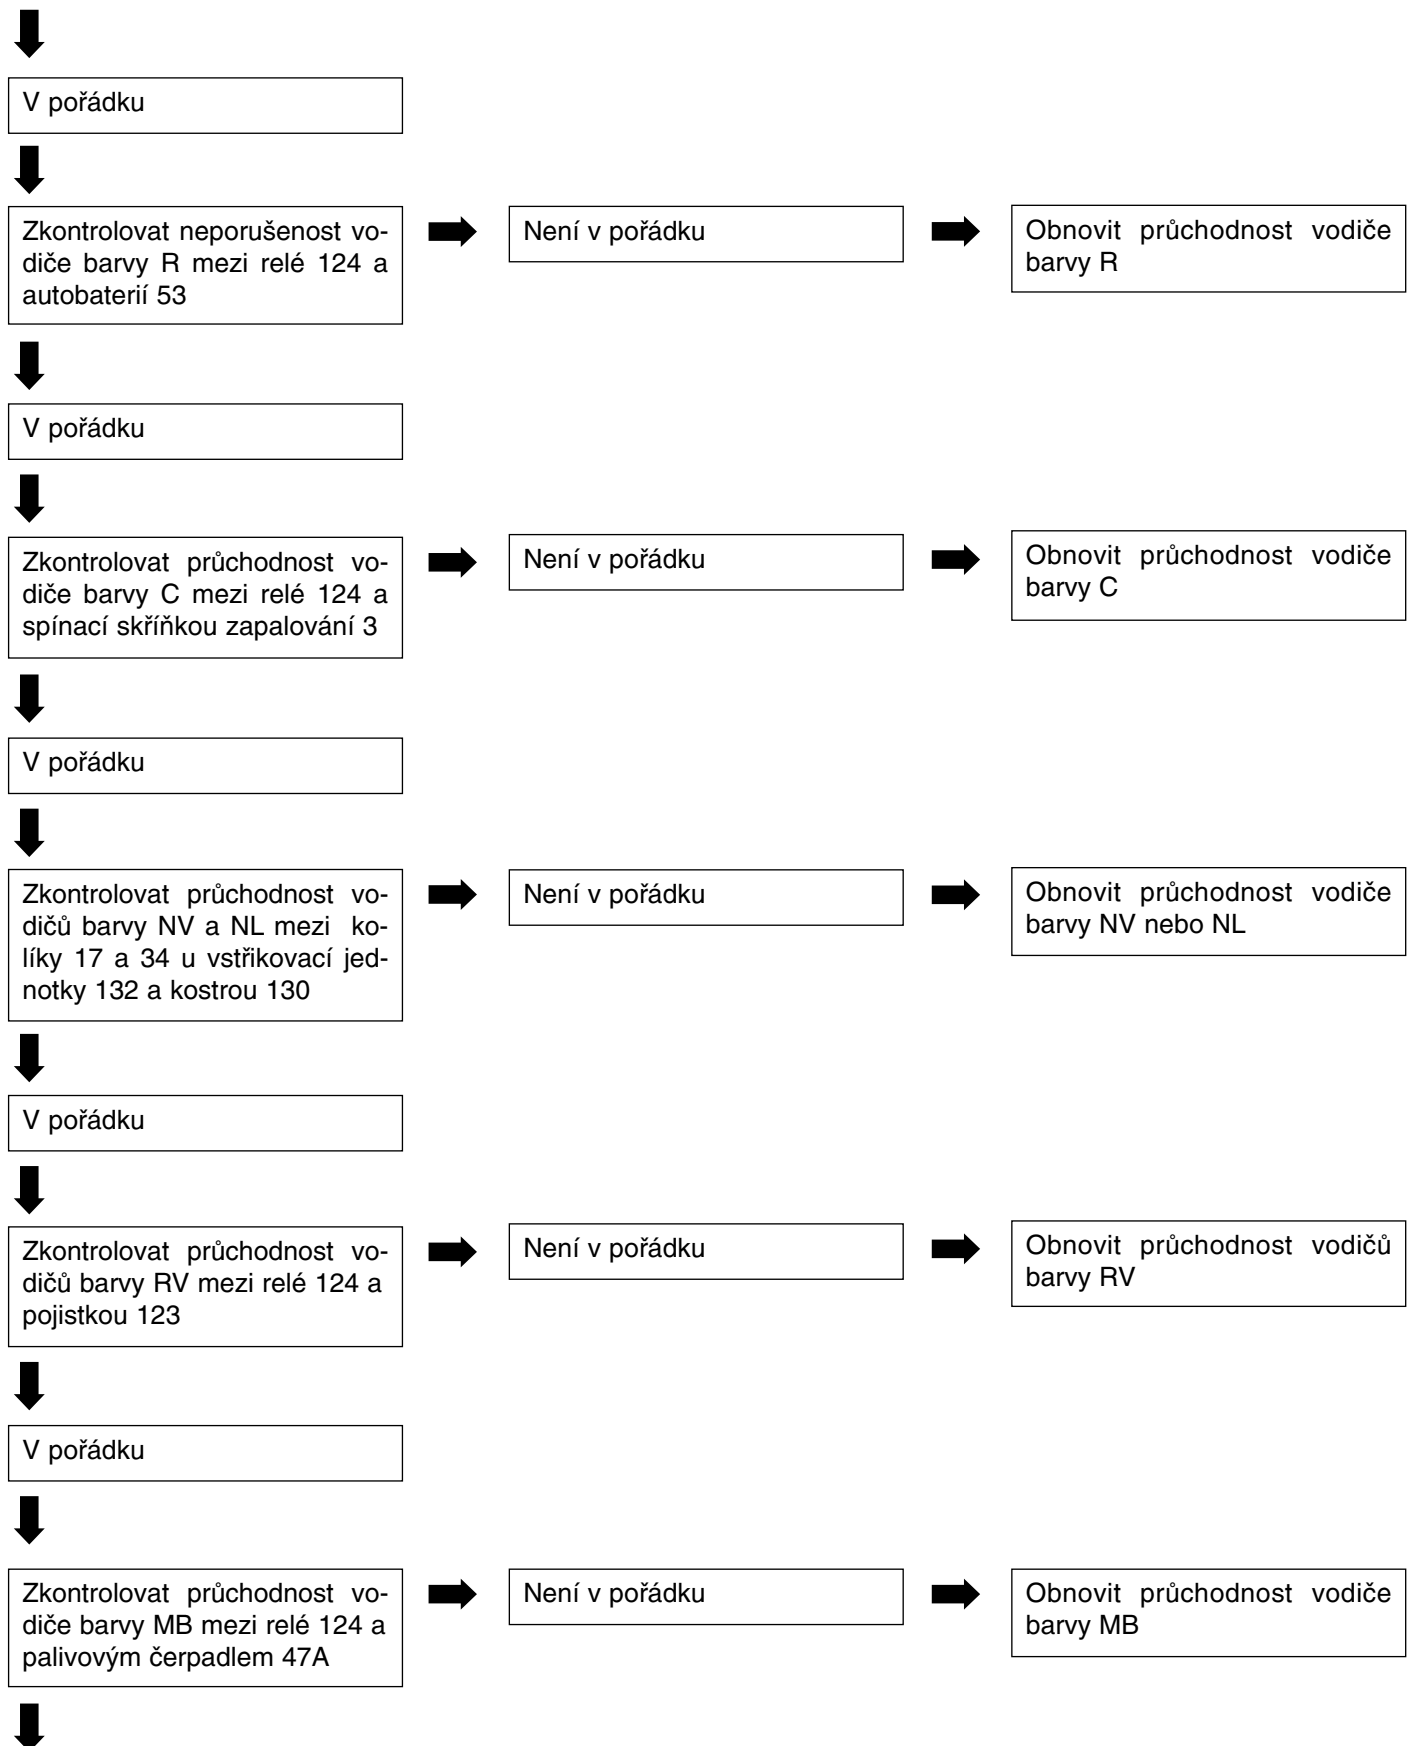 V pořádku
Zkontrolovat neporušenost vo-
diče barvy R mezi relé 124 a
autobaterií 53
Není v pořádku
Obnovit průchodnost vodiče
barvy R
V pořádku
Zkontrolovat průchodnost vo-
diče barvy C mezi relé 124 a
spínací skříňkou zapalování 3
Není v pořádku
Obnovit průchodnost vodiče
barvy C
V pořádku
Zkontrolovat průchodnost vo-
dičů barvy NV a NL mezi ko-
líky 17 a 34 u vstřikovací jed-
notky 132 a kostrou 130
Není v pořádku
Obnovit průchodnost vodiče
barvy NV nebo NL
V pořádku
Zkontrolovat průchodnost vo-
dičů barvy RV mezi relé 124 a
pojistkou 123
Není v pořádku
Obnovit průchodnost vodičů
barvy RV
V pořádku
Zkontrolovat průchodnost vo-
diče barvy MB mezi relé 124 a
palivovým čerpadlem 47A
Není v pořádku
Obnovit průchodnost vodiče
barvy MB